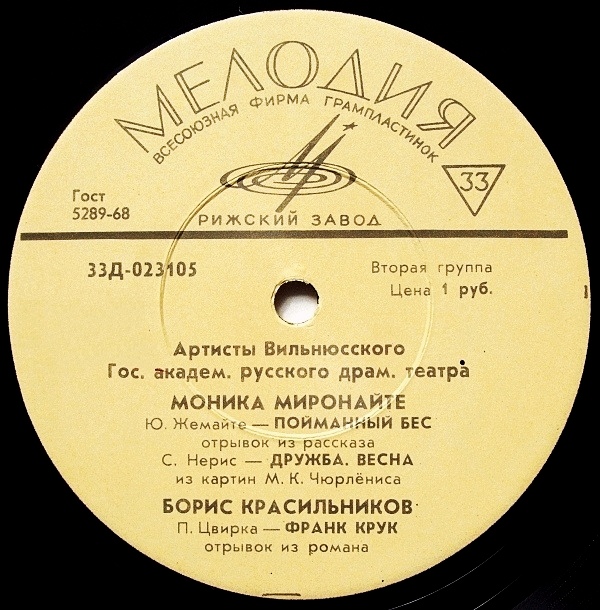 МЕЛОДИЯ
ВСЕСОЮЗНАЯ ФИРМА ГРАМПЛАСТИНОК
33
Гост
5289-68
РИЖСКИЙ ЗАВОД
33Д-023105
Вторая группа
Цена 1 руб.
Артисты Вильнюсского
Гос. академ. русского драм. театра
МОНИКА МИРОНАЙТЕ
Ю. Жемайте — ПОЙМАННЫЙ БЕС
отрывок из рассказа
С. Нерис — ДРУЖБА. ВЕСНА
из картин М. К. Чюрлёниса
БОРИС КРАСИЛЬНИКОВ
П. Цвирка — ФРАНК КРУК
отрывок из романа